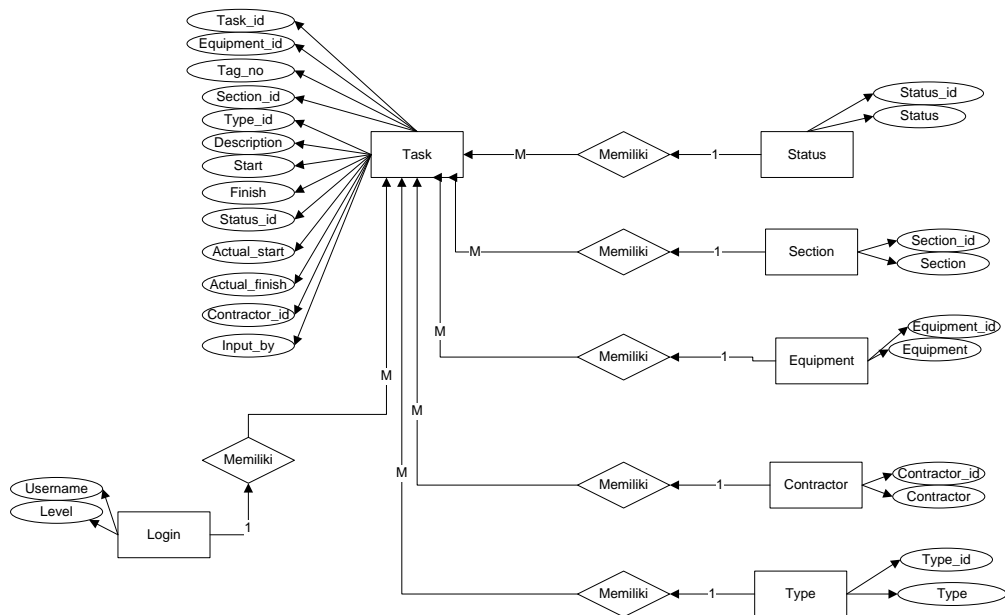 Task_id
Equipment_id
Tag_no
Section_id
Type_id
Description
Start
Finish
Status_id
Actual_start
Actual_finish
Contractor_id
Input_by
Task
M
Memiliki
1
Status
Status_id
Status
M
Memiliki
1
Section
Section_id
Section
M
Memiliki
1
Equipment
Equipment_id
Equipment
M
Memiliki
1
Contractor
Contractor_id
Contractor
M
Memiliki
1
Type
Type_id
Type
M
Memiliki
1
Login
Username
Level